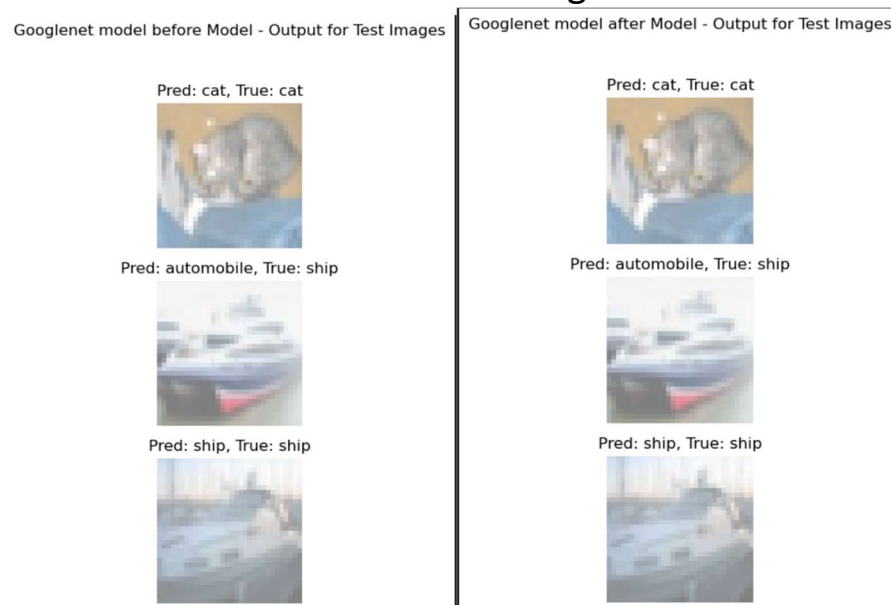 Googlenet model before Model - Output for Test Images
Pred: cat, True: cat
Pred: automobile, True: ship
Pred: ship, True: ship
Googlenet model after Model - Output for Test Images
Pred: cat, True: cat
Pred: automobile, True: ship
Pred: ship, True: ship